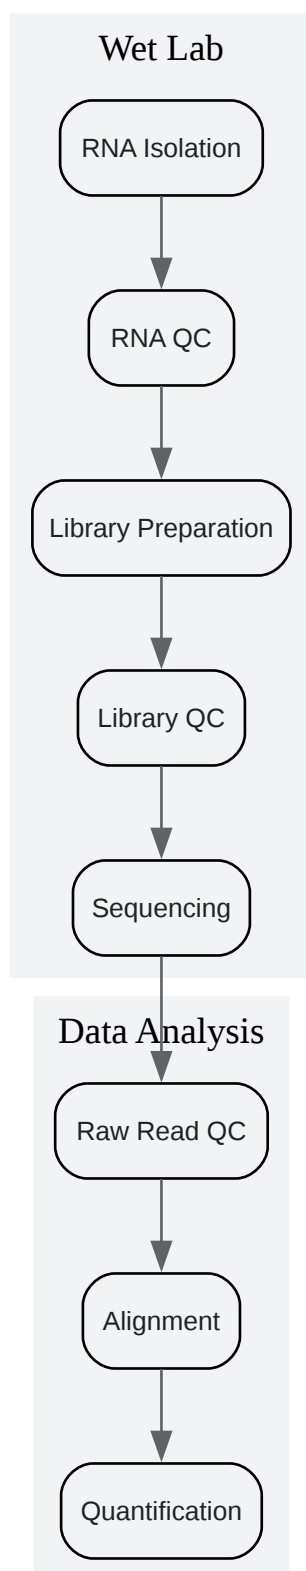 Wet Lab
RNA Isolation
RNA QC
Library Preparation
Library QC
Sequencing
Data Analysis
Raw Read QC
Alignment
Quantification